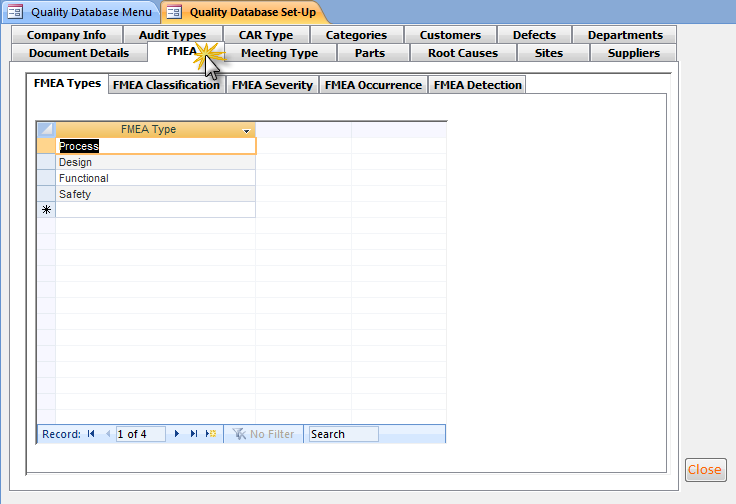 Quality Database Menu Quality Database Set-Up
Company Info Audit Types CAR Type Categories Customers Defects Departments
Document Details FMEA Meeting Type Parts Root Causes Sites Suppliers
FMEA Types FMEA Classification FMEA Severity FMEA Occurrence FMEA Detection
FMEA Type
Process
Design
Functional
Safety
Record: 1 of 4 No Filter Search
Close